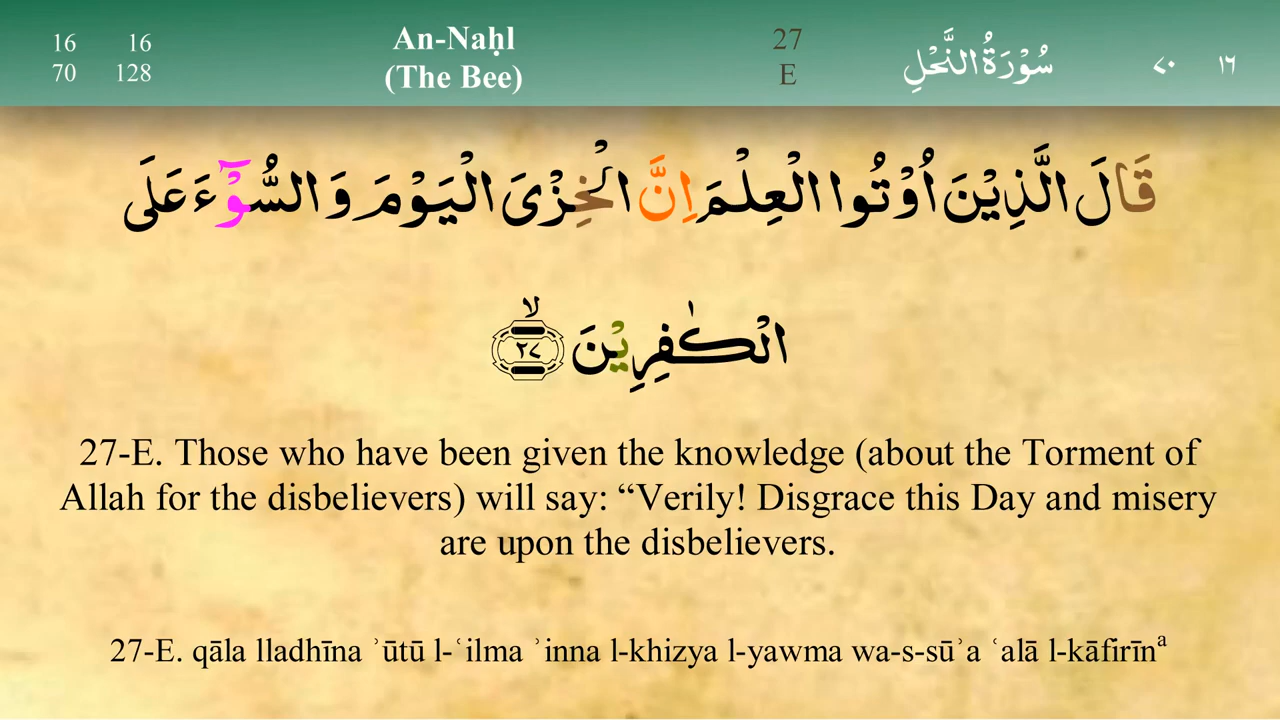 16 16
70 128
An-Naḥl
(The Bee)
27
E
سُوْرَةُ النَّحْلِ
٧٠ ١٦
قَالَ الَّذِيْنَ اُوْتُوا الْعِلْمَ اِنَّ الْخِزْىَ الْيَوْمَ وَ السُّوْٓءَ عَلَى
الْكٰفِرِيْنَ ۙ ٢٧
27-E. Those who have been given the knowledge (about the Torment of
Allah for the disbelievers) will say: “Verily! Disgrace this Day and misery
are upon the disbelievers.
27-E. qāla lladhīna ʾūtū l-ʿilma ʾinna l-khizya l-yawma wa-s-sūʾa ʿalā l-kāfirīnᵃ